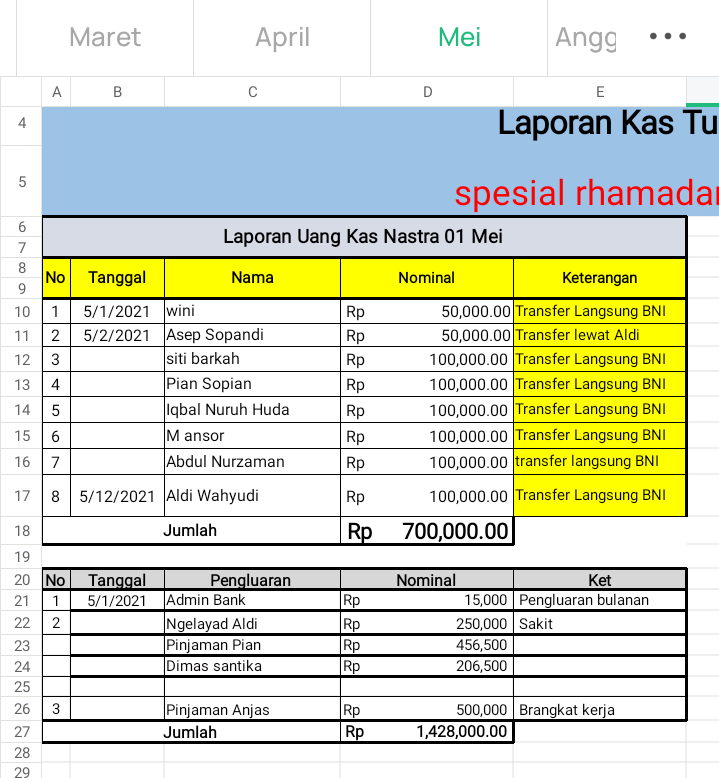 Maret April Mei Angg
A B C D E
4 Laporan Kas Tu
5 spesial rhamadan
6
7 Laporan Uang Kas Nastra 01 Mei
8
9 No Tanggal Nama Nominal Keterangan
10 1 5/1/2021 wini Rp 50,000.00 Transfer Langsung BNI
11 2 5/2/2021 Asep Sopandi Rp 50,000.00 Transfer lewat Aldi
12 3 siti barkah Rp 100,000.00 Transfer Langsung BNI
13 4 Pian Sopian Rp 100,000.00 Transfer Langsung BNI
14 5 Iqbal Nuruh Huda Rp 100,000.00 Transfer Langsung BNI
15 6 M ansor Rp 100,000.00 Transfer Langsung BNI
16 7 Abdul Nurzaman Rp 100,000.00 transfer langsung BNI
17 8 5/12/2021 Aldi Wahyudi Rp 100,000.00 Transfer Langsung BNI
18 Jumlah Rp 700,000.00
19
20 No Tanggal Pengluaran Nominal Ket
21 1 5/1/2021 Admin Bank Rp 15,000 Pengluaran bulanan
22 2 Ngelayad Aldi Rp 250,000 Sakit
23 Pinjaman Pian Rp 456,500
24 Dimas santika Rp 206,500
25
26 3 Pinjaman Anjas Rp 500,000 Brangkat kerja
27 Jumlah Rp 1,428,000.00
28
29